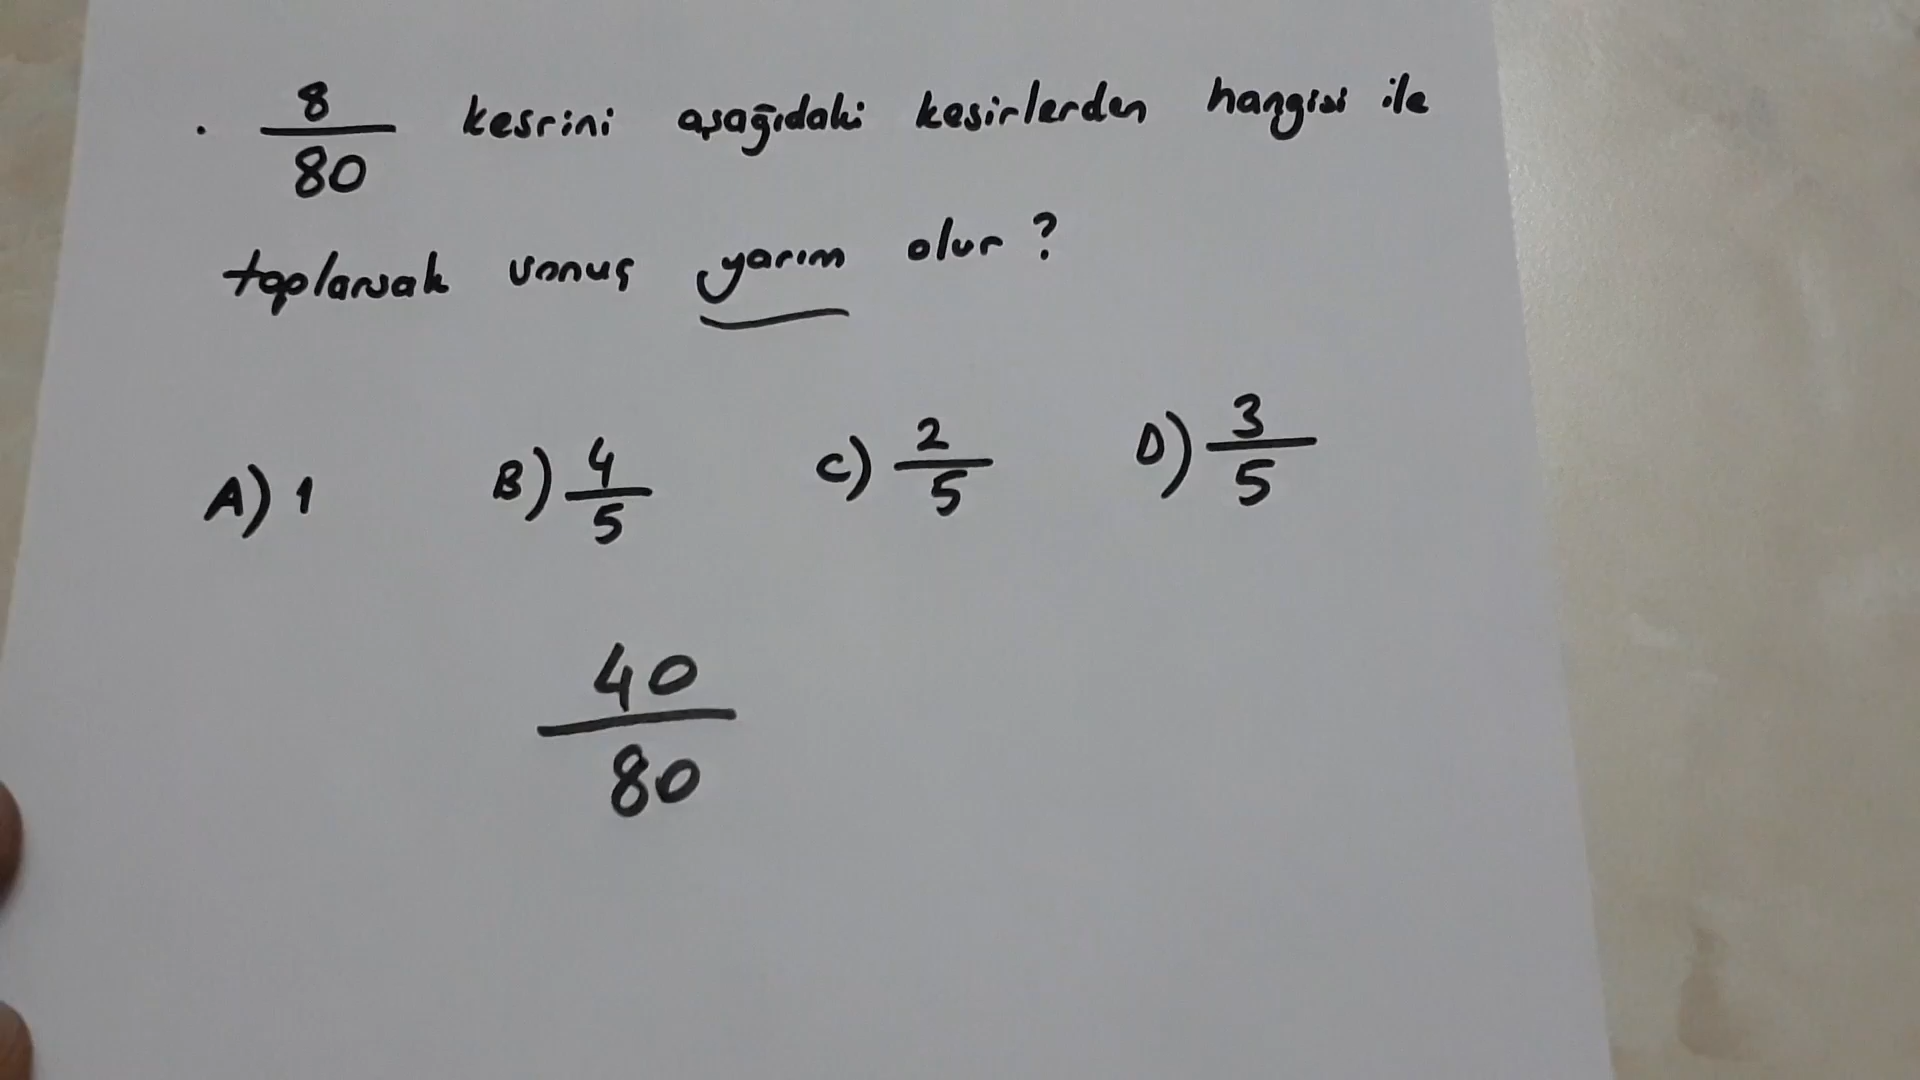 . 8/80 kesrini aşağıdaki kesirlerden hangisi ile
toplarsak sonuç yarım olur ?
A) 1 B) 4/5 C) 2/5 D) 3/5
40/80